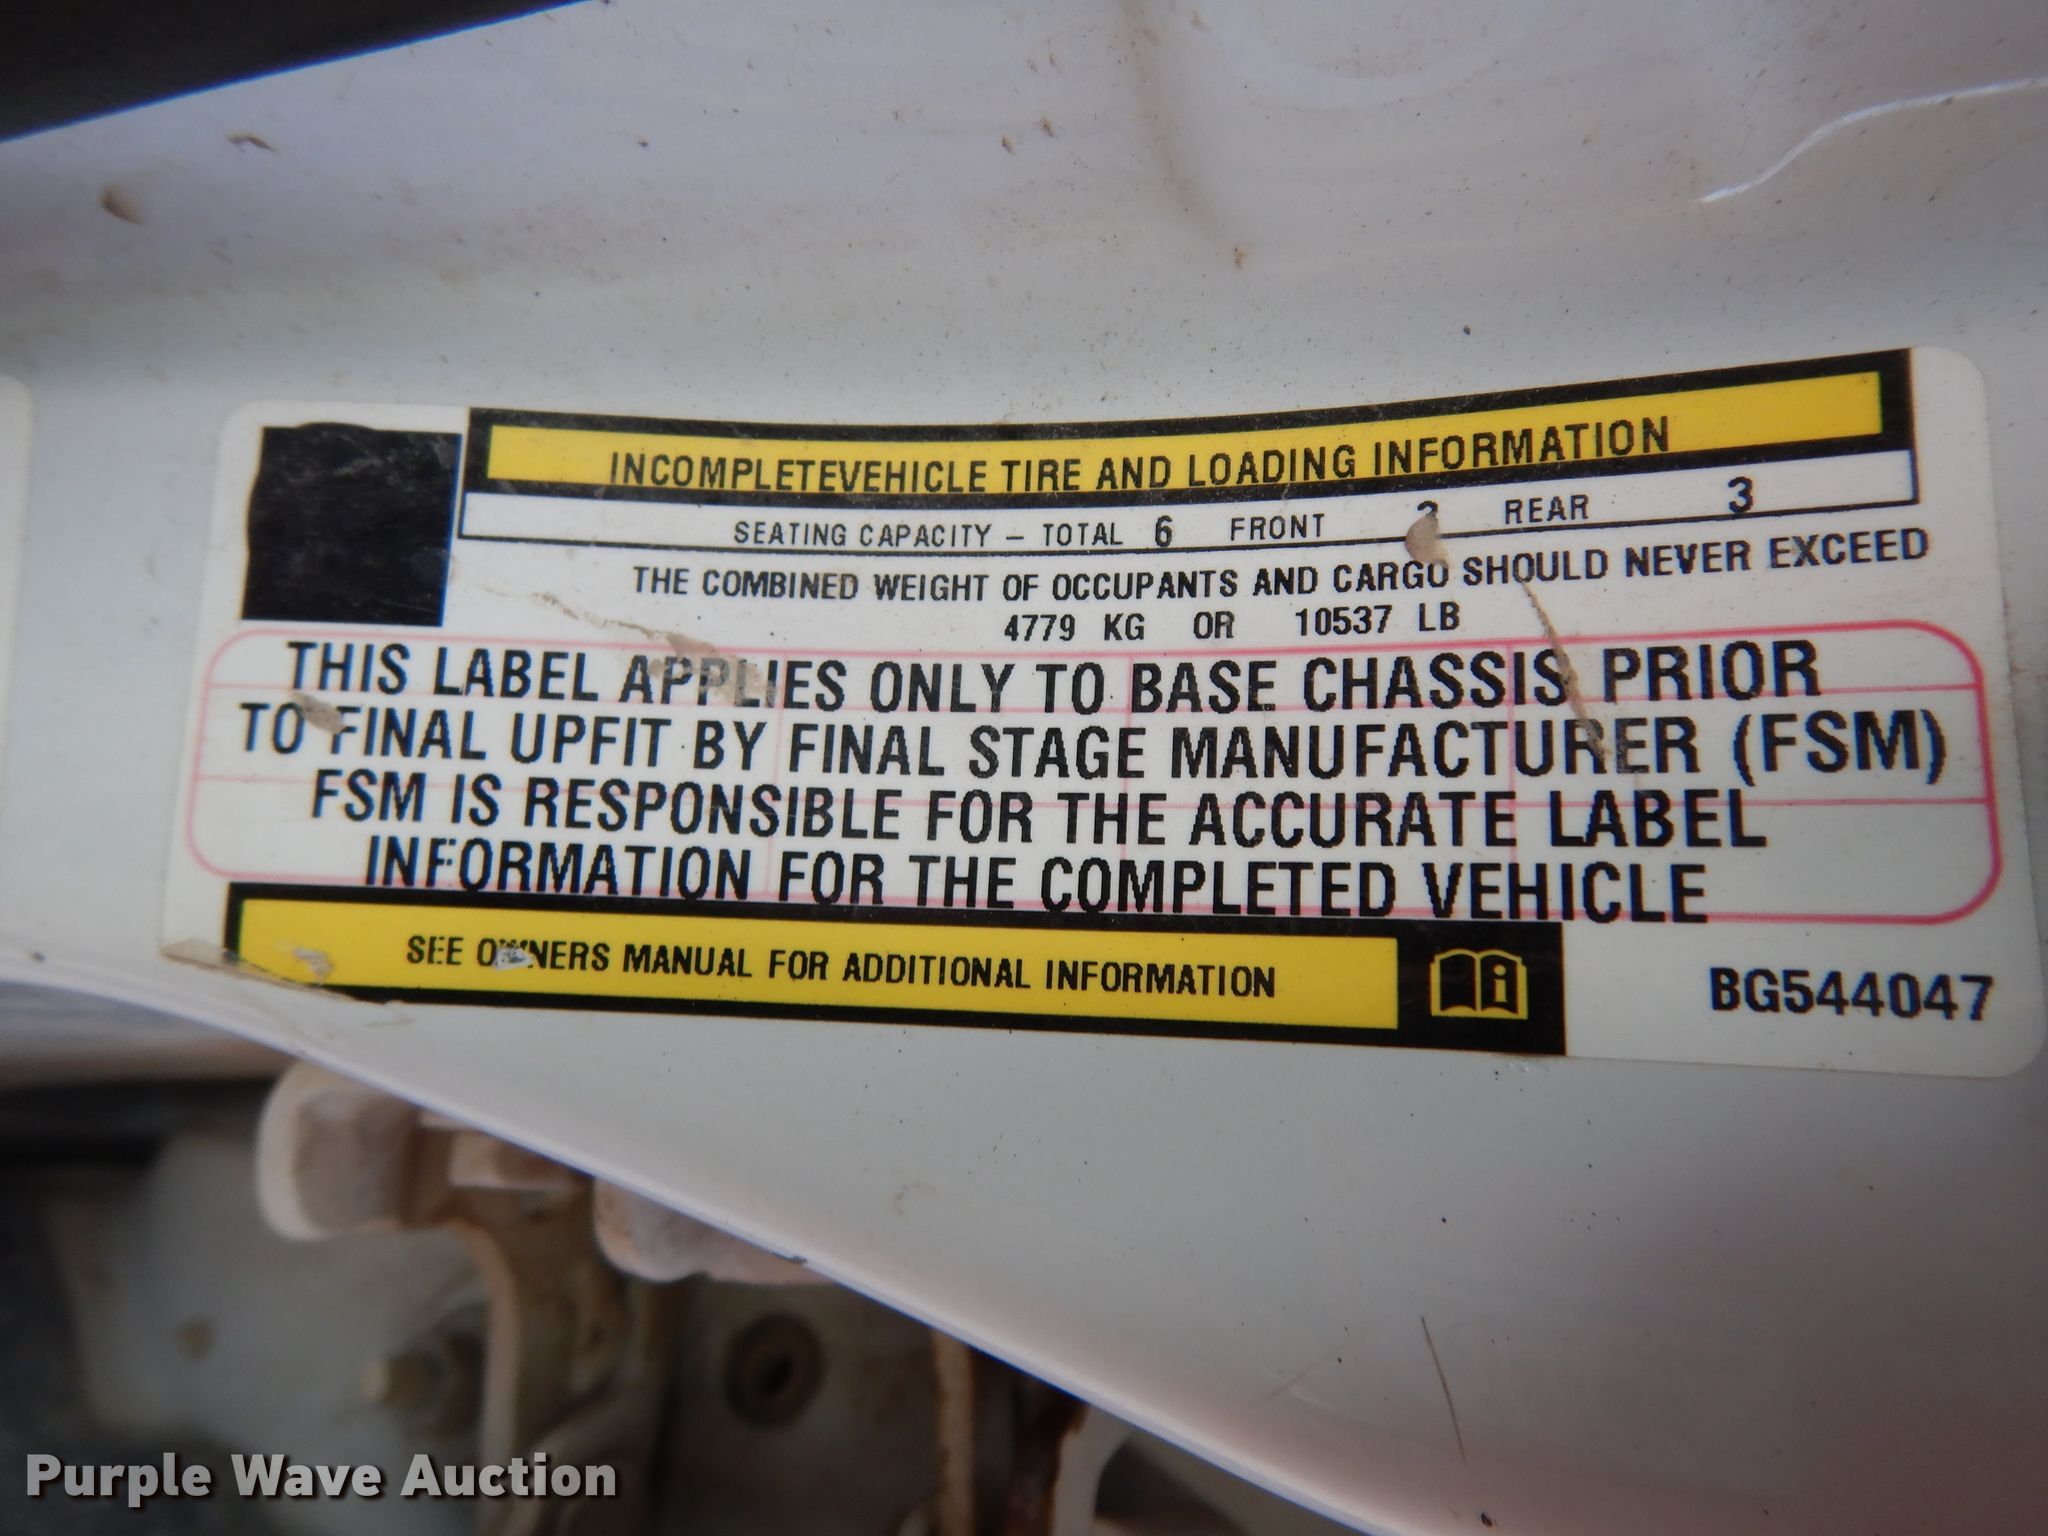 INCOMPLETEVEHICLE TIRE AND LOADING INFORMATION
SEATING CAPACITY – TOTAL 6 FRONT REAR 3
THE COMBINED WEIGHT OF OCCUPANTS AND CARGO SHOULD NEVER EXCEED
4779 KG OR 10537 LB
THIS LABEL APPLIES ONLY TO BASE CHASSIS PRIOR
TO FINAL UPFIT BY FINAL STAGE MANUFACTURER (FSM)
FSM IS RESPONSIBLE FOR THE ACCURATE LABEL
INFORMATION FOR THE COMPLETED VEHICLE
SEE OWNERS MANUAL FOR ADDITIONAL INFORMATION
BG544047
Purple Wave Auction